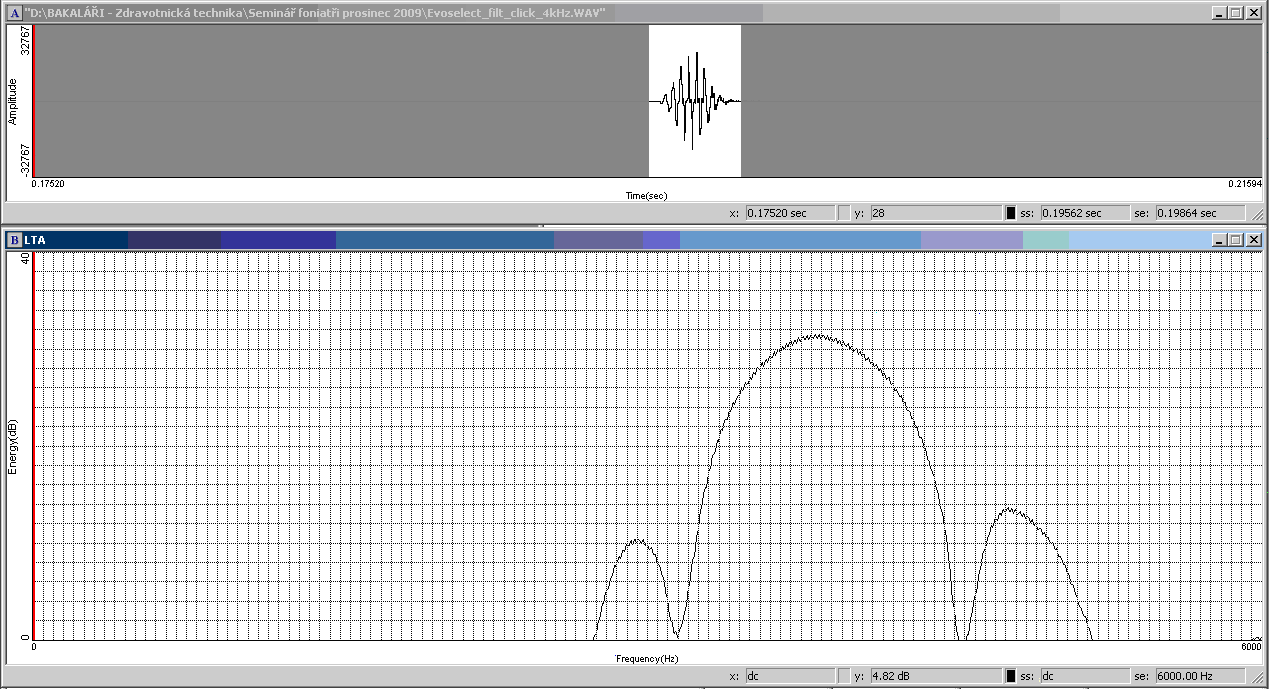 A "D:\BAKALÁŘI - Zdravotnická technika\Seminář foniatři prosinec 2009\Evoselect_filt_click_4kHz.WAV"
32767
Amplitude
-32767
0.17520 0.21594
Time(sec)
x: 0.17520 sec y: 28 ss: 0.19562 sec se: 0.19864 sec
B LTA
40
Energy(dB)
0
0 6000
Frequency(Hz)
x: dc y: 4.82 dB ss: dc se: 6000.00 Hz